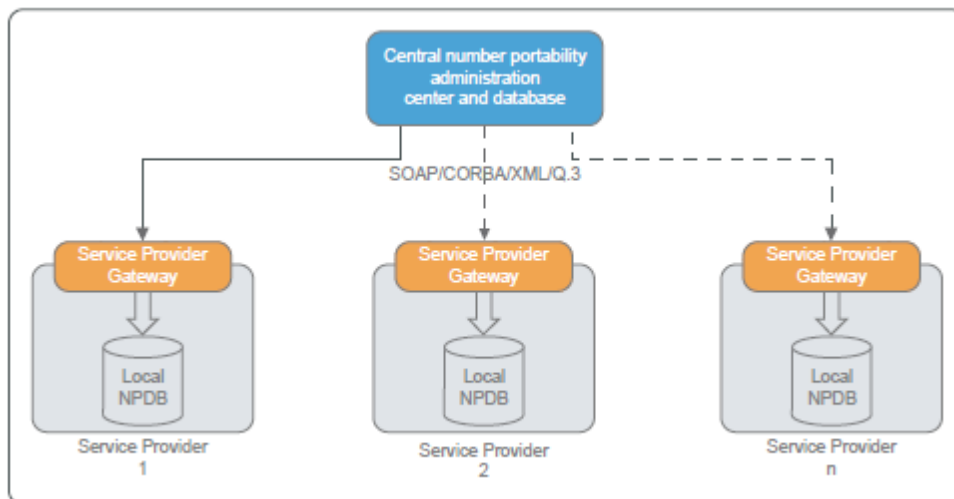 Central number portability
administration
center and database
SOAP/CORBA/XML/Q.3
Service Provider
Gateway
Local
NPDB
Service Provider
1
Service Provider
Gateway
Local
NPDB
Service Provider
2
Service Provider
Gateway
Local
NPDB
Service Provider
n